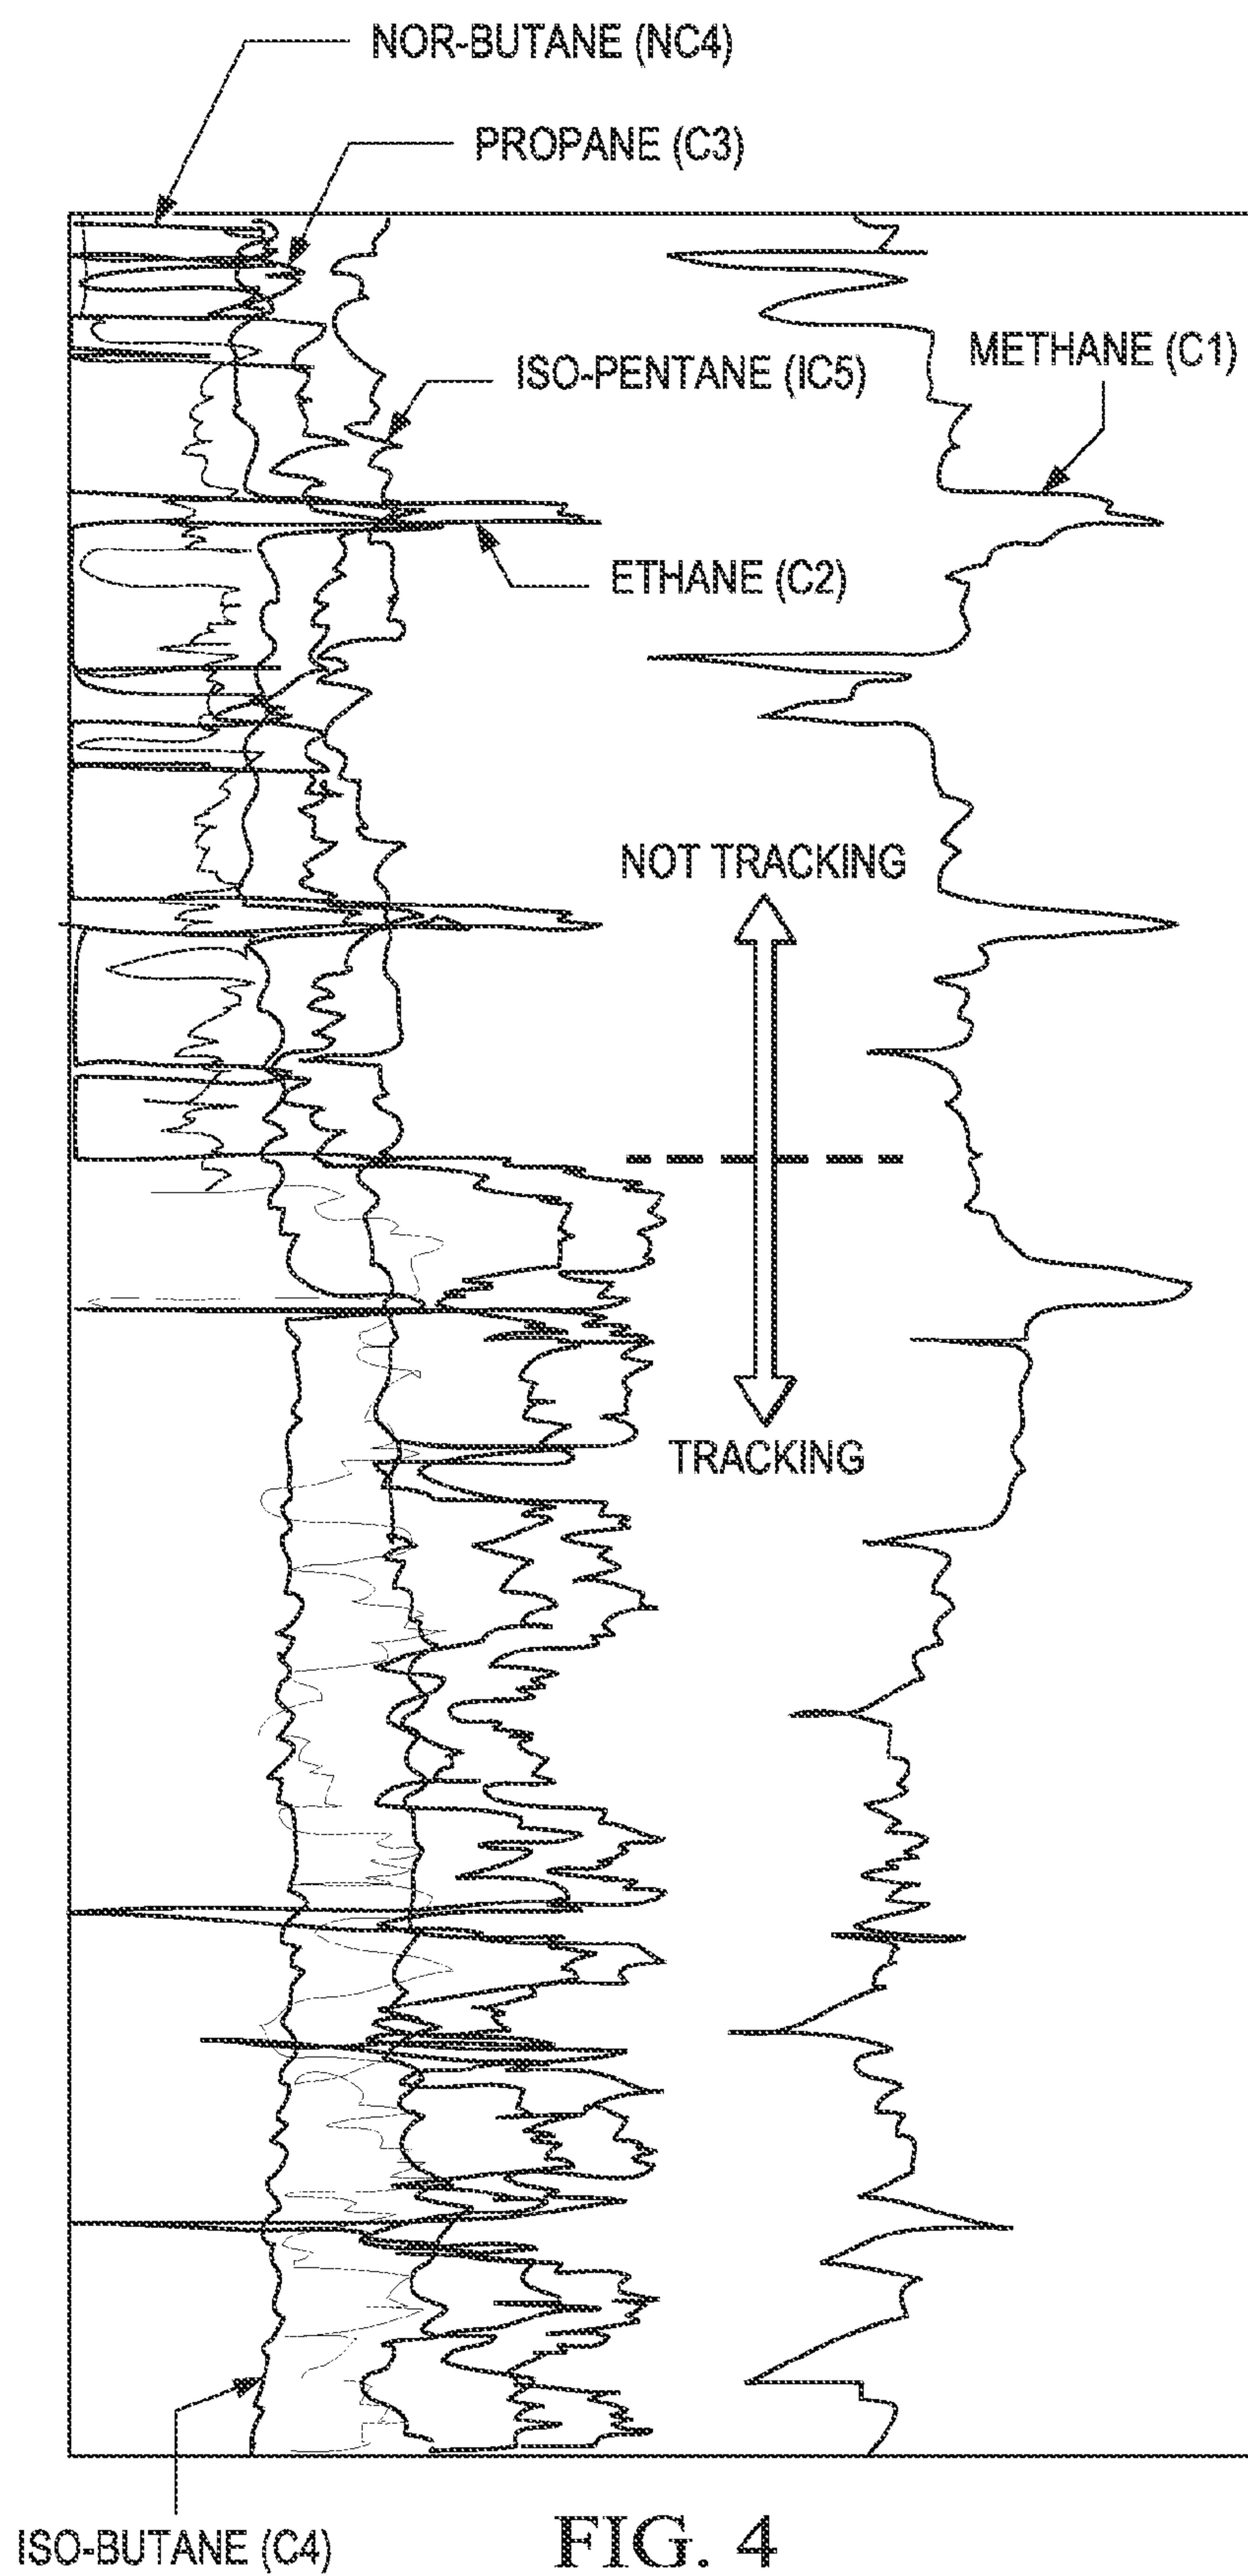 NOR-BUTANE (NC4)
PROPANE (C3)
METHANE (C1)
ISO-PENTANE (IC5)
ETHANE (C2)
NOT TRACKING
TRACKING
ISO-BUTANE (C4)
FIG. 4